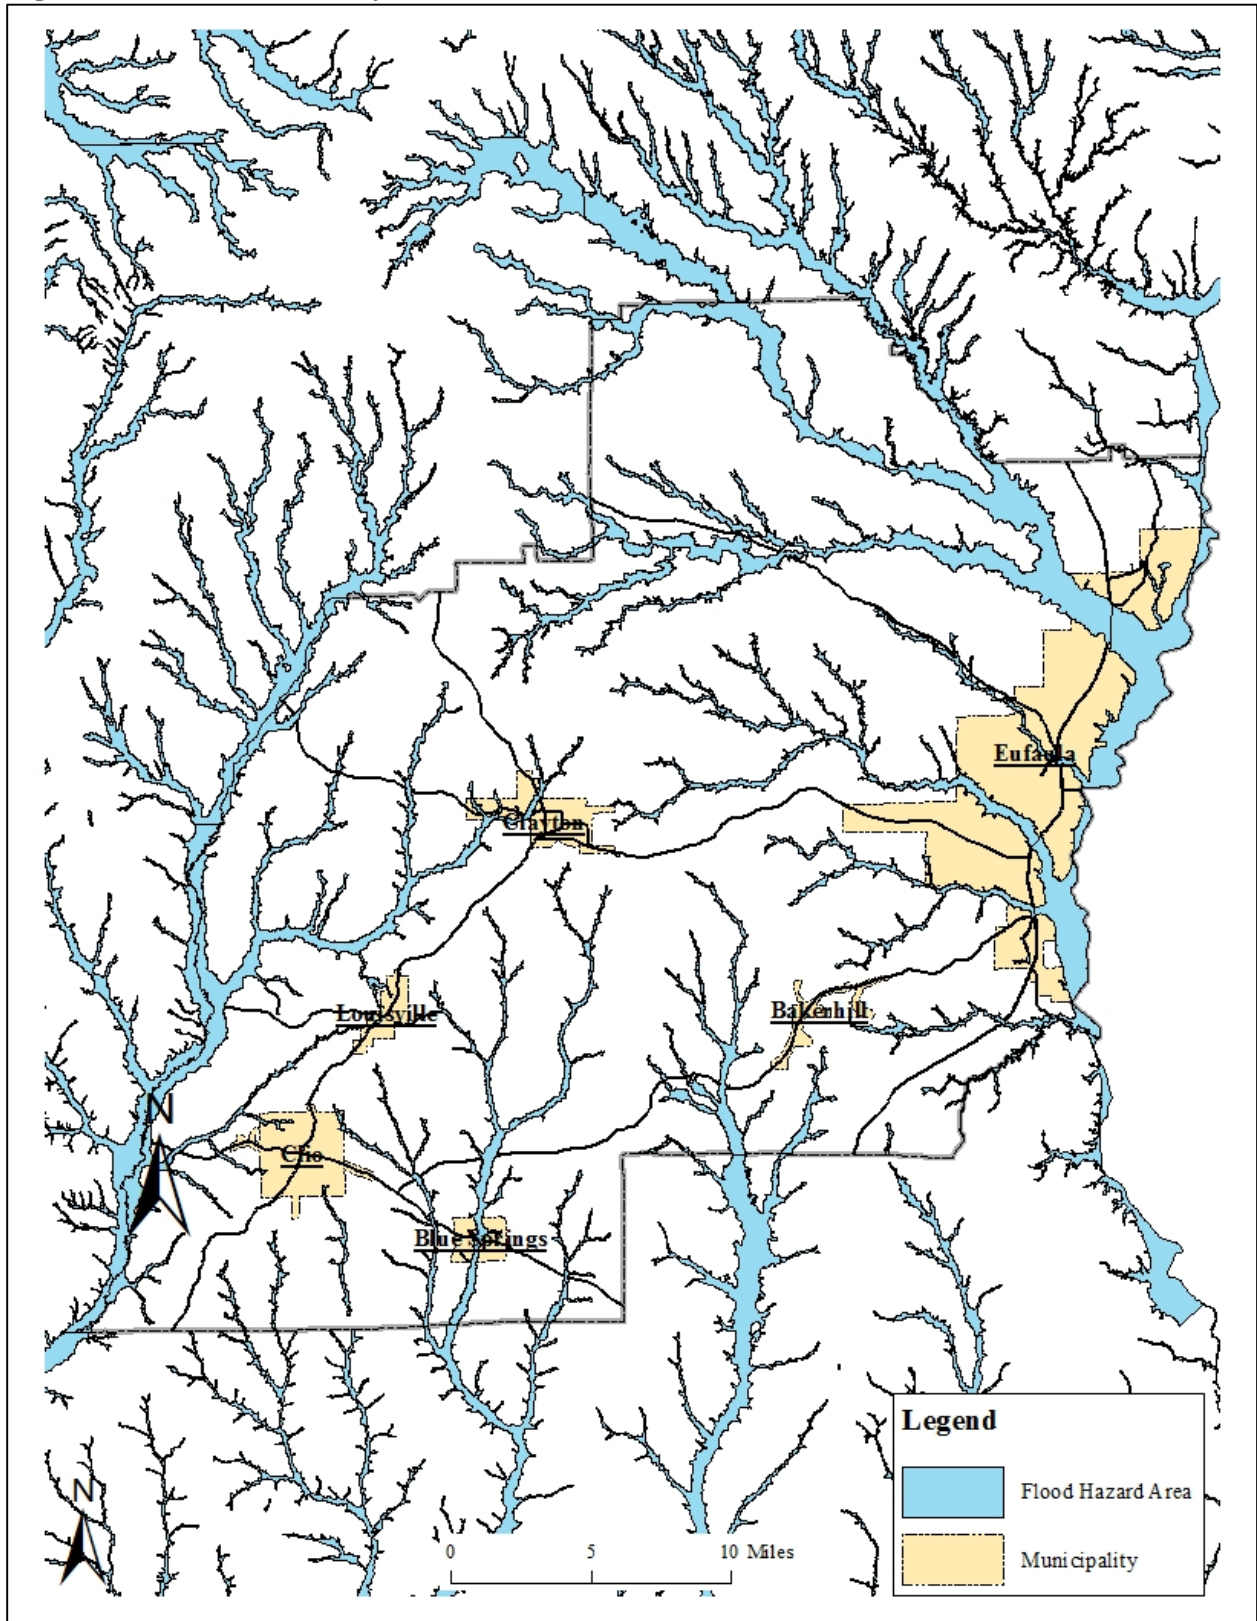 Eufaula
Clayton
Louisville
Bakerhill
N
Clio
Blue Springs
Legend
Flood Hazard Area
N
0 5 10 Miles
Municipality